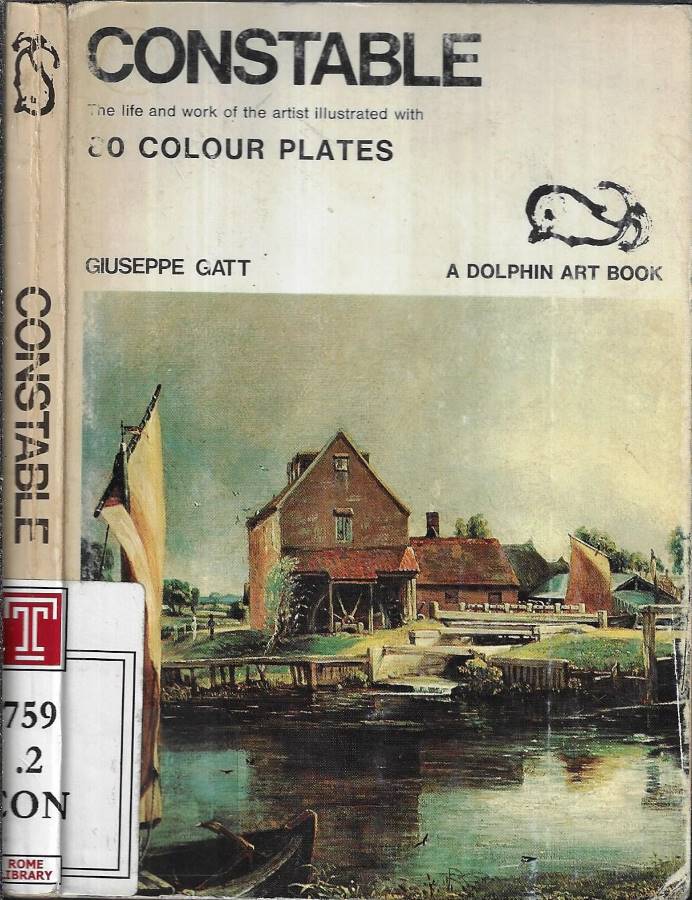 CONSTABLE
The life and work of the artist illustrated with
COLOUR PLATES
GIUSEPPE GATT
A DOLPHIN ART BOOK
CONSTABLE
T
759
.2
CON
ROME
LIBRARY